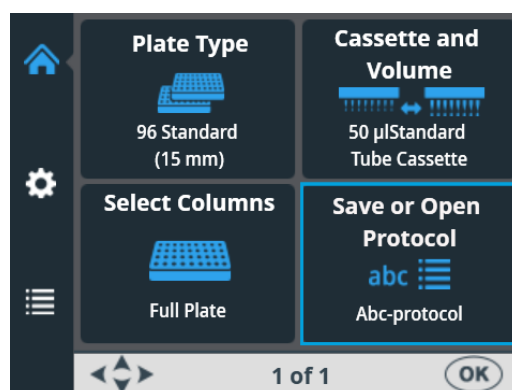 Plate Type
96 Standard
(15 mm)
Cassette and
Volume
50 µlStandard
Tube Cassette
Select Columns
Full Plate
Save or Open
Protocol
abc
Abc-protocol
1 of 1
OK